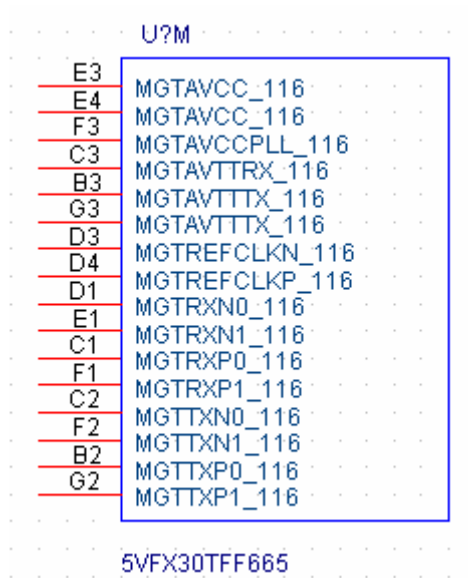 U?M
E3 MGTAVCC_116
E4 MGTAVCC_116
F3 MGTAVCCPLL_116
C3 MGTAVTTRX_116
B3 MGTAVTTTX_116
G3 MGTAVTTTX_116
D3 MGTREFCLKN_116
D4 MGTREFCLKP_116
D1 MGTRXN0_116
E1 MGTRXN1_116
C1 MGTRXP0_116
F1 MGTRXP1_116
C2 MGTTXN0_116
F2 MGTTXN1_116
B2 MGTTXP0_116
G2 MGTTXP1_116
5VFX30TFF665